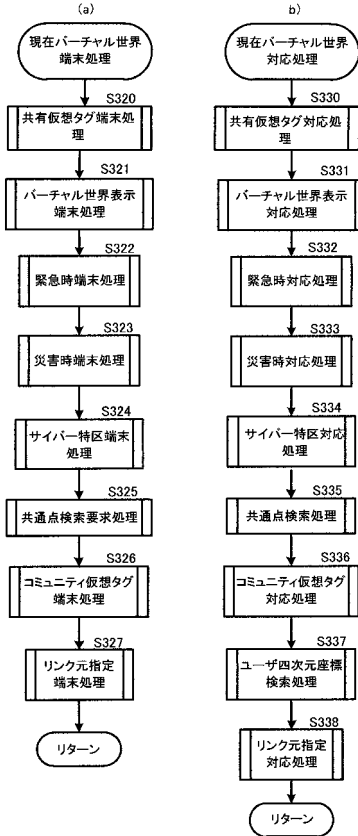 (a)
現在バーチャル世界
端末処理
S320
共有仮想タグ端末処
理
S321
バーチャル世界表示
端末処理
S322
緊急時端末処理
S323
災害時端末処理
S324
サイバー特区端末
処理
S325
共通点検索要求処理
S326
コミュニティ仮想タグ
端末処理
S327
リンク元指定
端末処理
リターン
b)
現在バーチャル世界
対応処理
S330
共有仮想タグ対応処
理
S331
バーチャル世界表示
対応処理
S332
緊急時対応処理
S333
災害時対応処理
S334
サイバー特区対応
処理
S335
共通点検索処理
S336
コミュニティ仮想タグ
対応処理
S337
ユーザ四次元座標
検索処理
S338
リンク元指定
対応処理
リターン